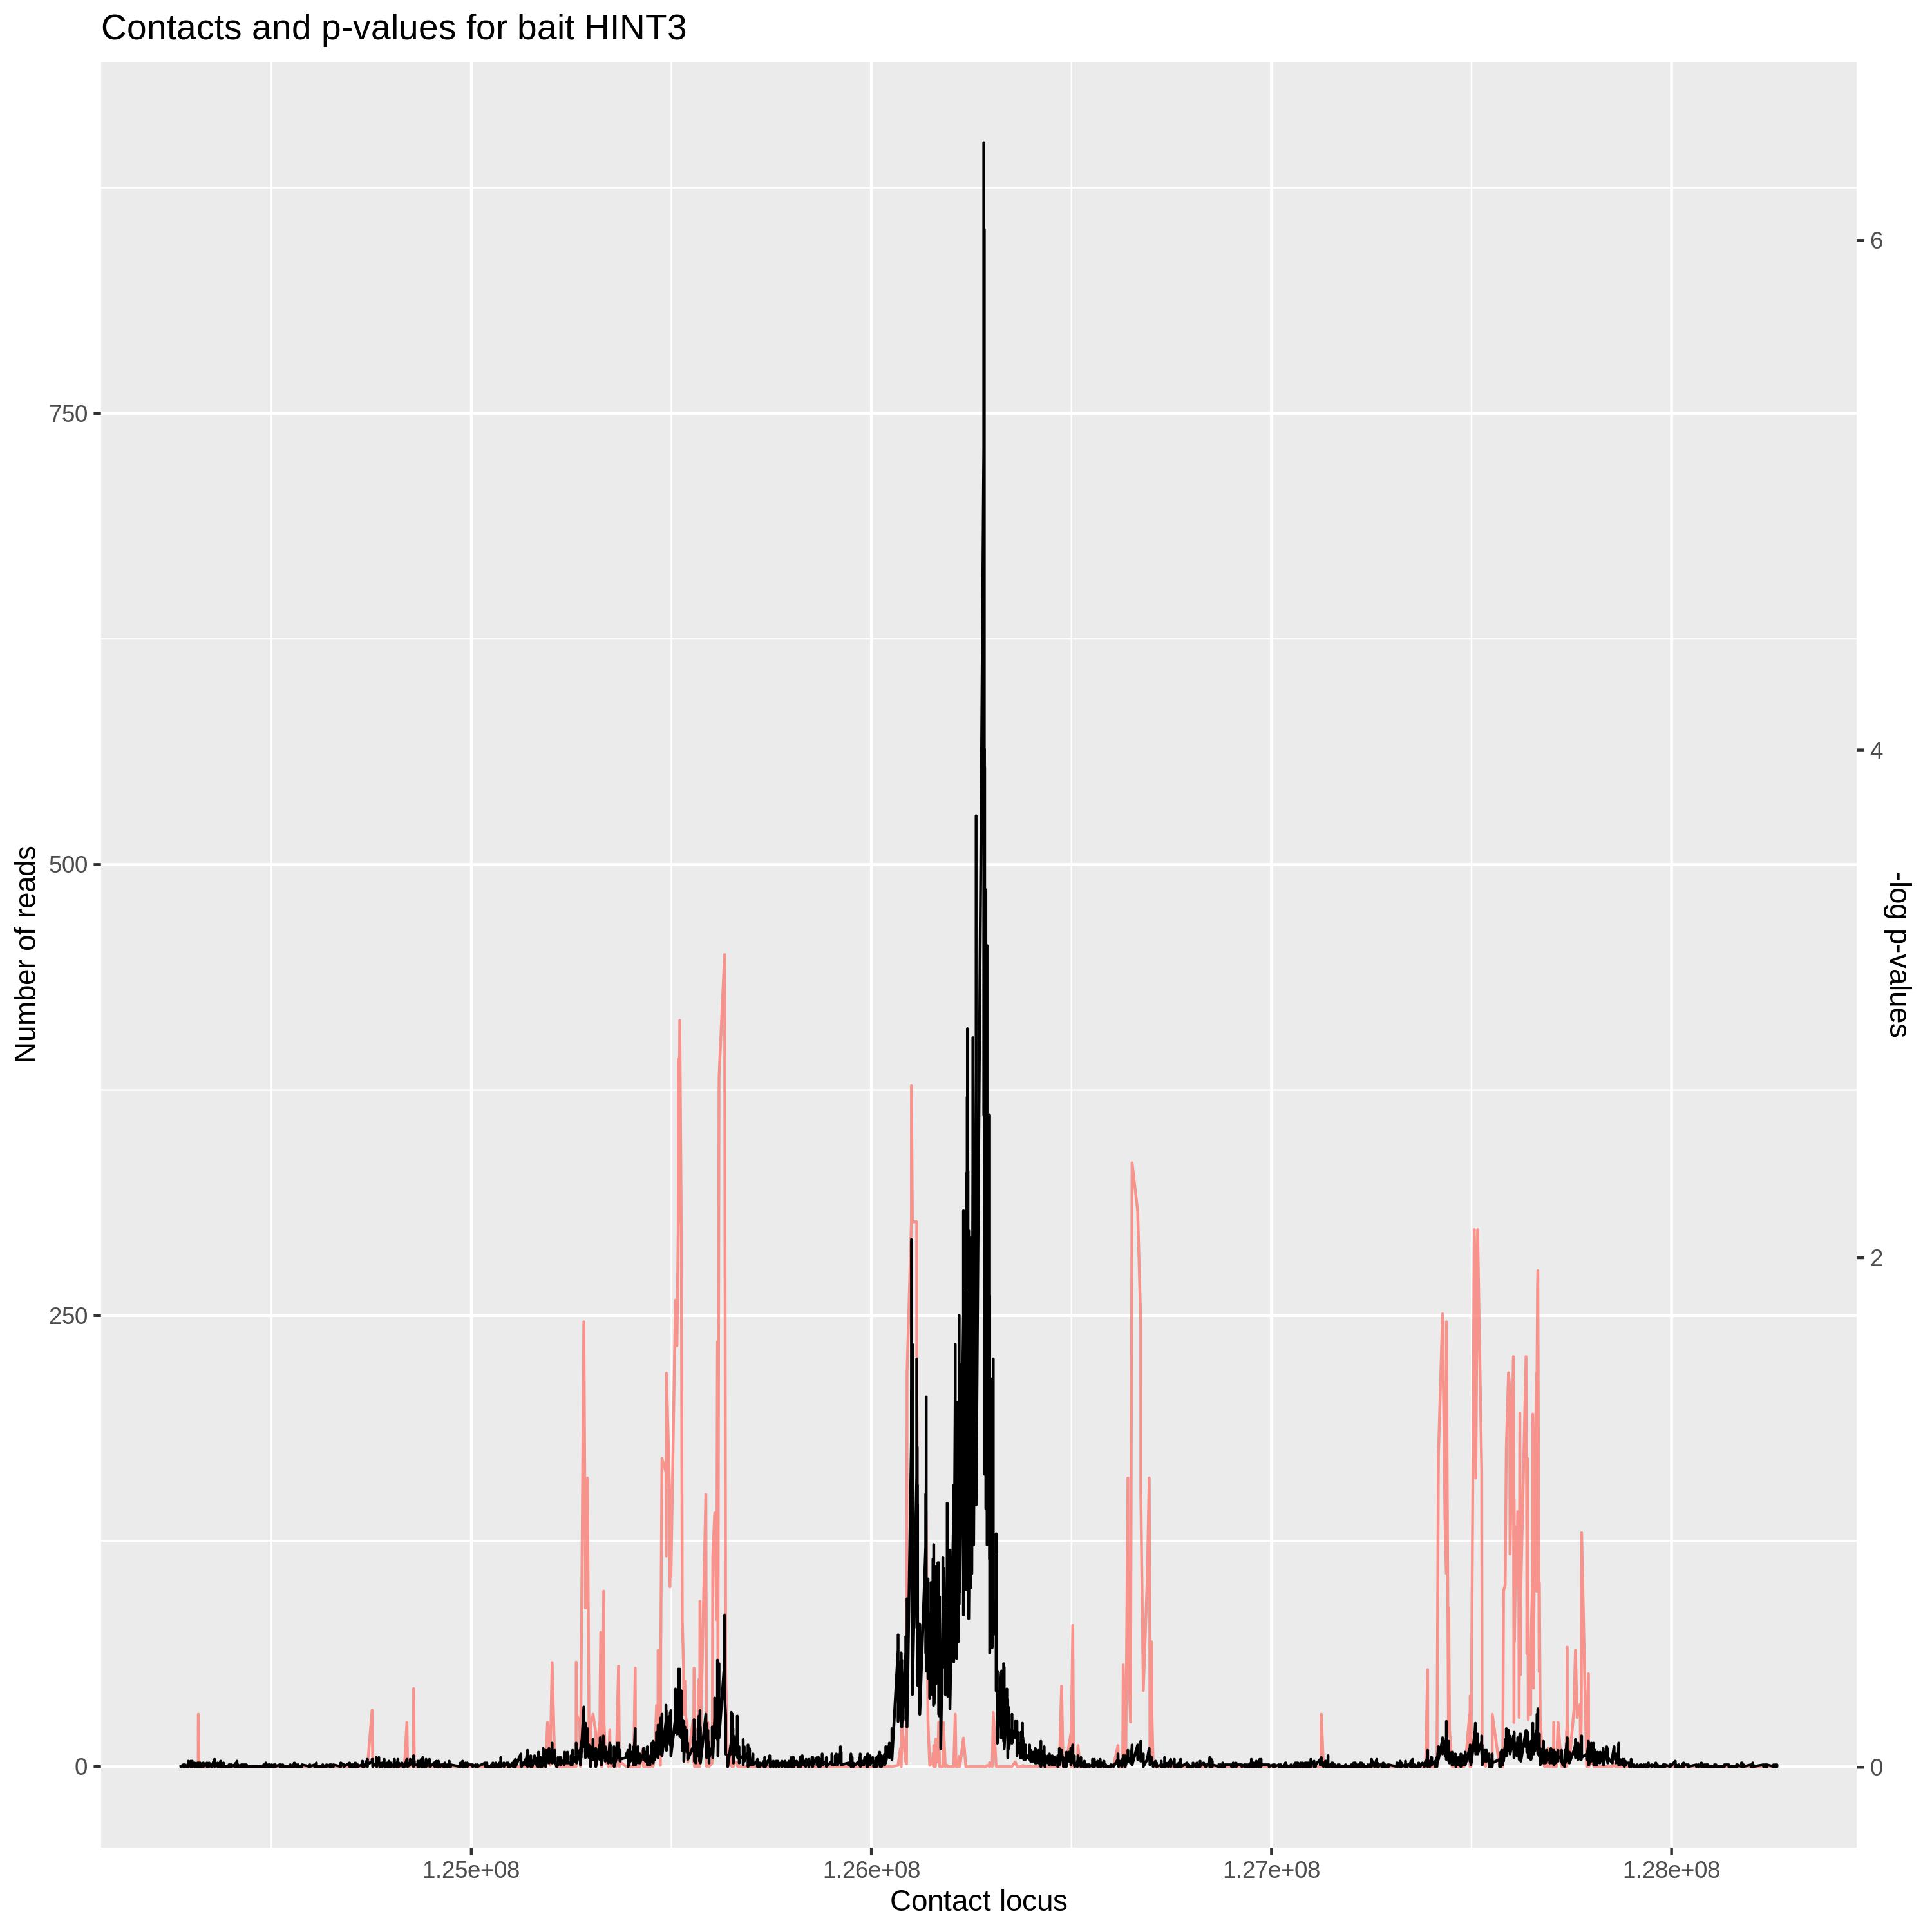 Contacts and p-values for bait HINT3
Number of reads
750
500
250
0
6
4
2
0
-log p-values
1.25e+08
1.26e+08
1.27e+08
1.28e+08
Contact locus